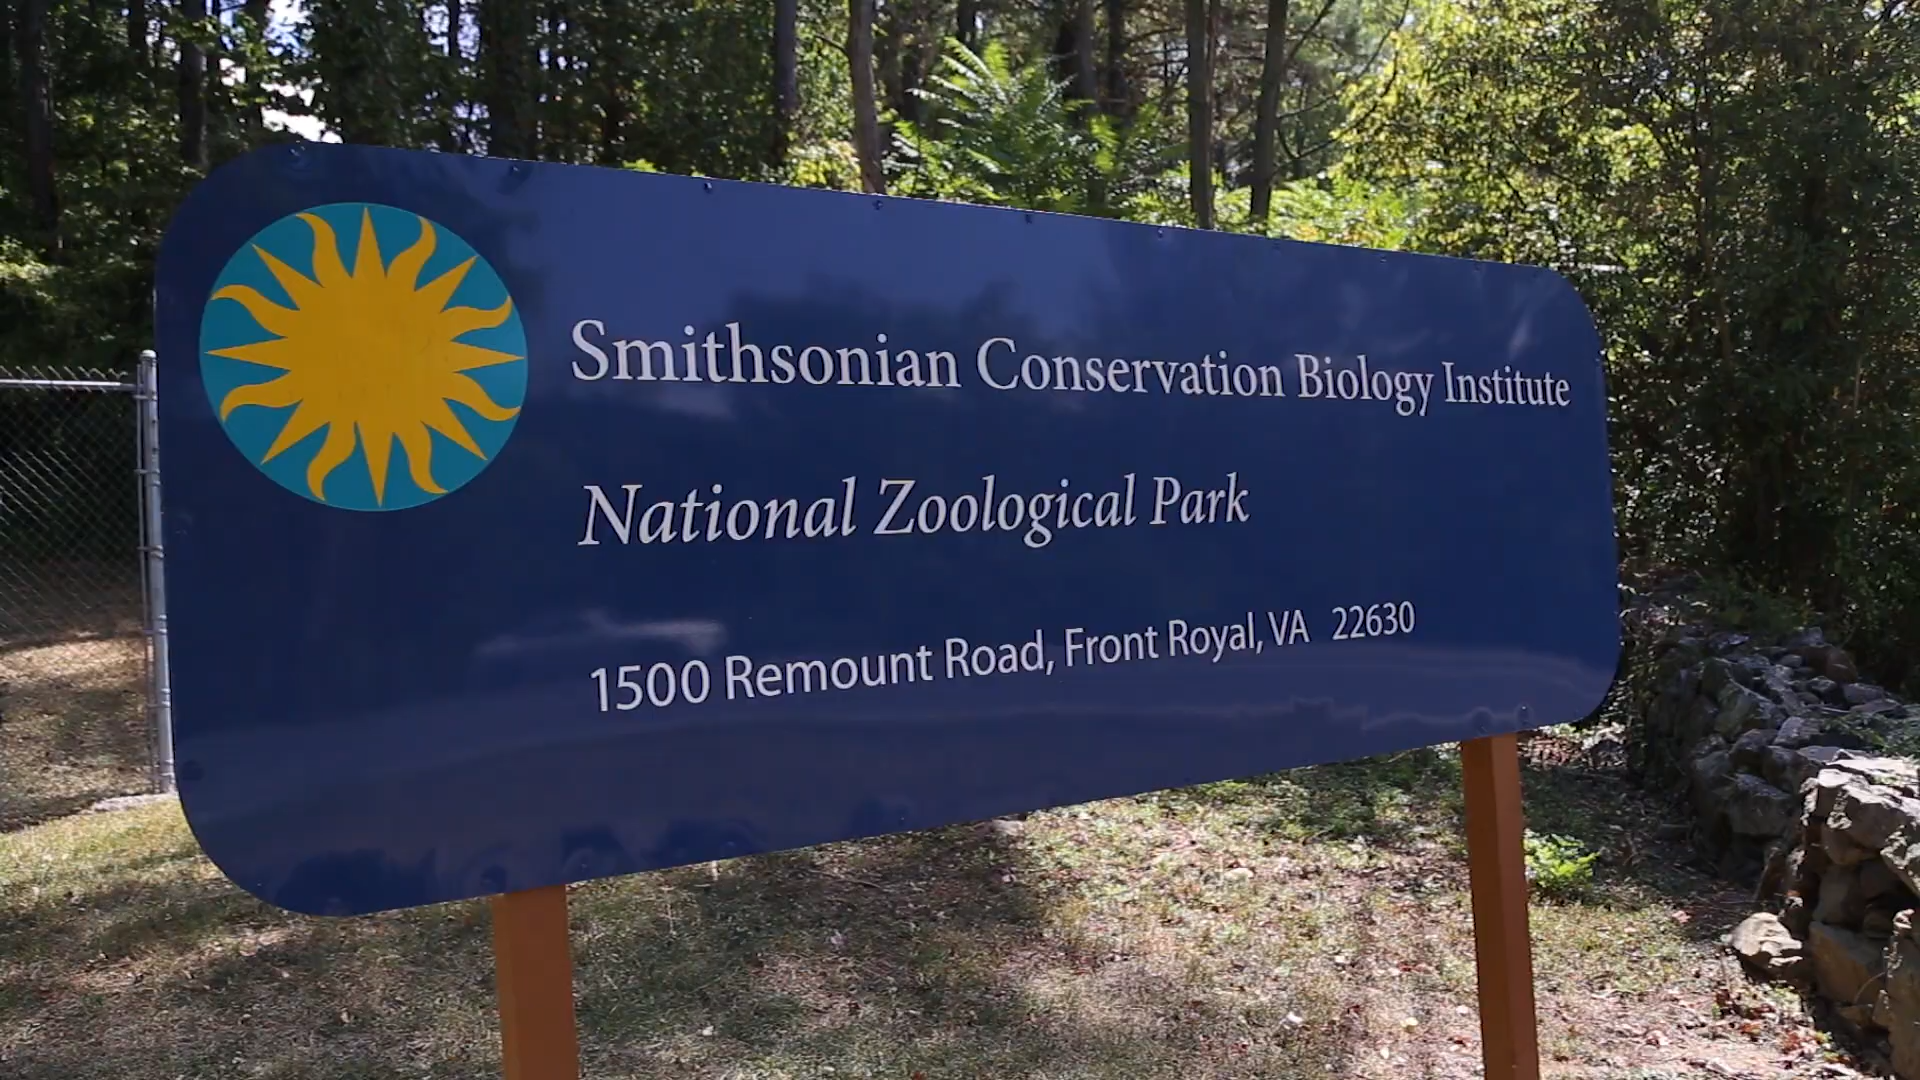 Smithsonian Conservation Biology Institute
National Zoological Park
1500 Remount Road, Front Royal, VA 22630